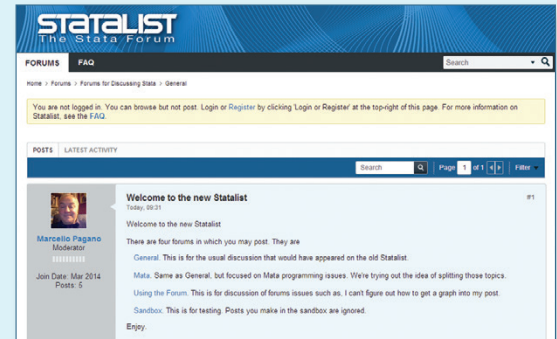 STATALIST
The Stata Forum
FORUMS FAQ Search
Home > Forums > Forums for Discussing Stata > General
You are not logged in. You can browse but not post. Login or Register by clicking 'Login or Register' at the top-right of this page. For more information on
Statalist, see the FAQ.
POSTS LATEST ACTIVITY
Search Page 1 of 1 Filter
Welcome to the new Statalist #1
Today, 09:31
Welcome to the new Statalist
Marcello Pagano
Moderator
There are four forums in which you may post. They are
General. This is for the usual discussion that would have appeared on the old Statalist.
Join Date: Mar 2014
Posts: 5
Mata. Same as General, but focused on Mata programming issues. We're trying out the idea of splitting those topics.
Using the Forum. This is for discussion of forums issues such as, I can't figure out how to get a graph into my post.
Sandbox. This is for testing. Posts you make in the sandbox are ignored.
Enjoy.